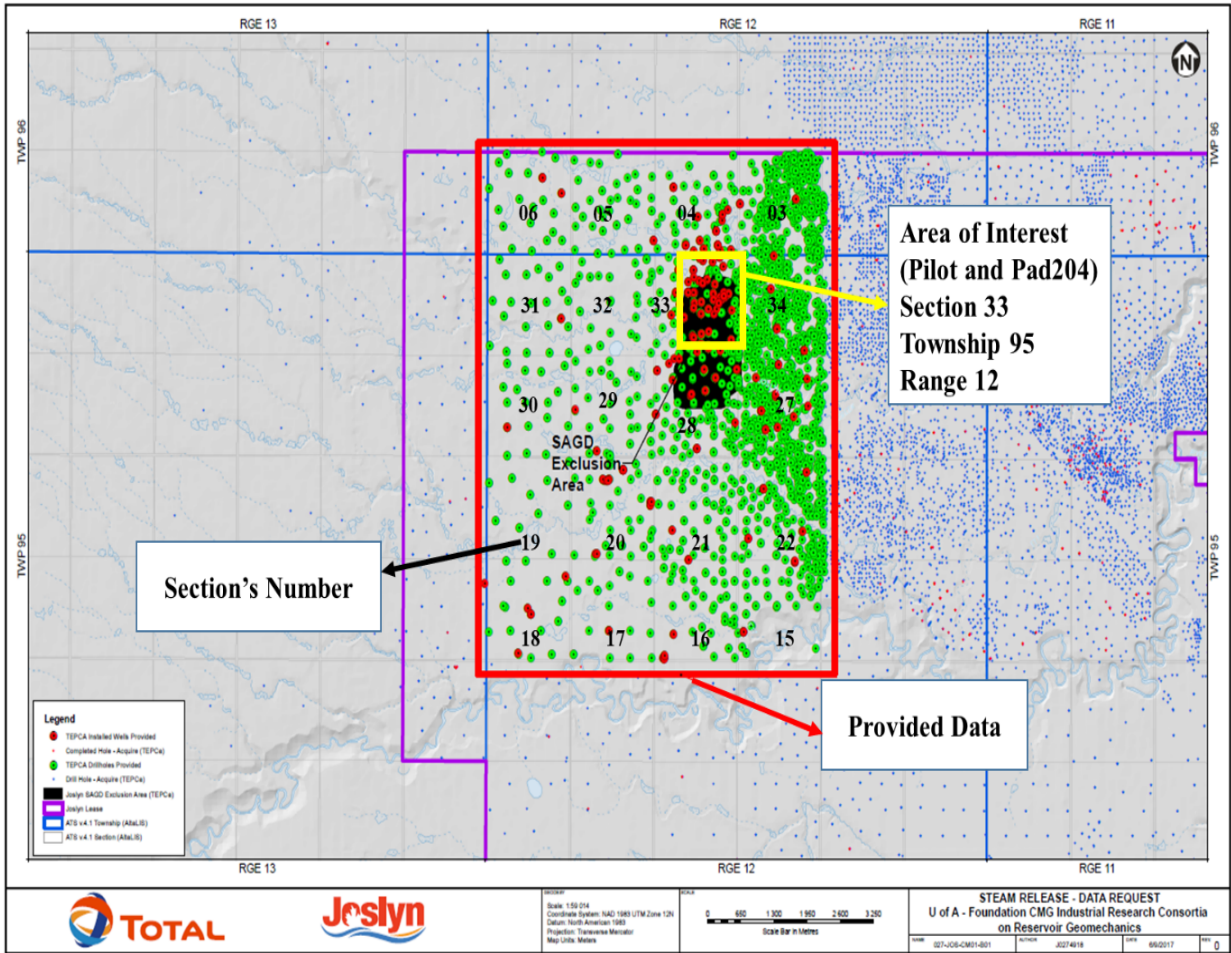 RGE 13
RGE 12
RGE 11
N
TWP 96
TWP 96
06
05
04
03
Area of Interest
(Pilot and Pad204)
Section 33
Township 95
Range 12
31
32
33
34
30
29
28
27
SAGD
Exclusion
Area
TWP 95
TWP 95
19
20
21
22
Section's Number
18
17
16
15
Provided Data
Legend
TEPCA Installed Wells Provided
Completed Hole - Acquire (TEPCa)
TEPCA Drillholes Provided
Drill Hole - Acquire (TEPCa)
Joslyn SAGD Exclusion Area (TEPCa)
Joslyn Lease
ATS v.4.1 Township (AltaLIS)
ATS v.4.1 Section (AltaLIS)
RGE 13
RGE 12
RGE 11
TOTAL
Joslyn
Coordinate System: NAD 1983 UTM Zone 12N
Datum: North American 1983
Projection: Transverse Mercator
Map Units: Meters
SCALE
0 650 1 300 1 950 2 600 3 250
Scale Bar in Metres
STEAM RELEASE - DATA REQUEST
U of A - Foundation CMG Industrial Research Consortia
on Reservoir Geomechanics
NAME
027-JOS-CM01-B01
AUTHOR
J0274918
DATE
6/9/2017
REV
0